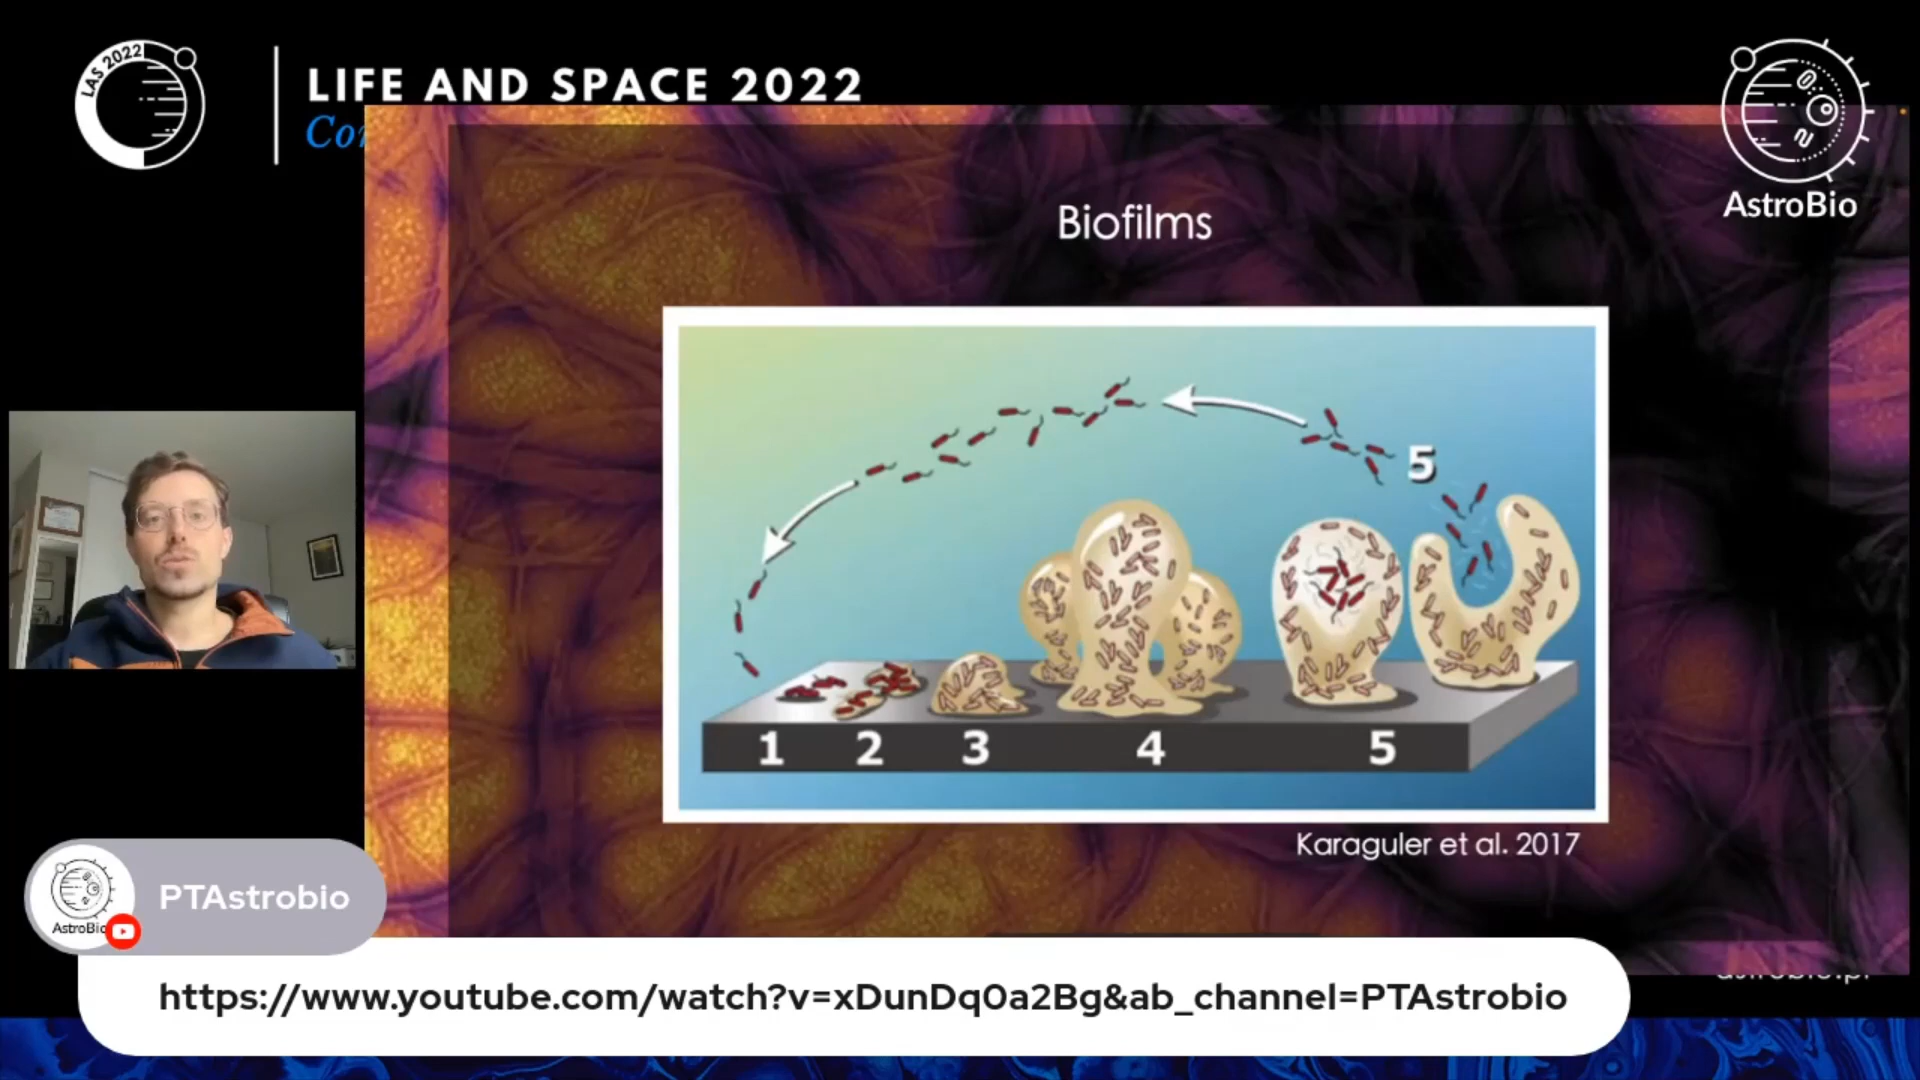 LAS 2022
LIFE AND SPACE 2022
AstroBio
Biofilms
5
1 2 3 4 5
Karaguler et al. 2017
PTAstrobio
AstroBio
https://www.youtube.com/watch?v=xDunDq0a2Bg&ab_channel=PTAstrobio